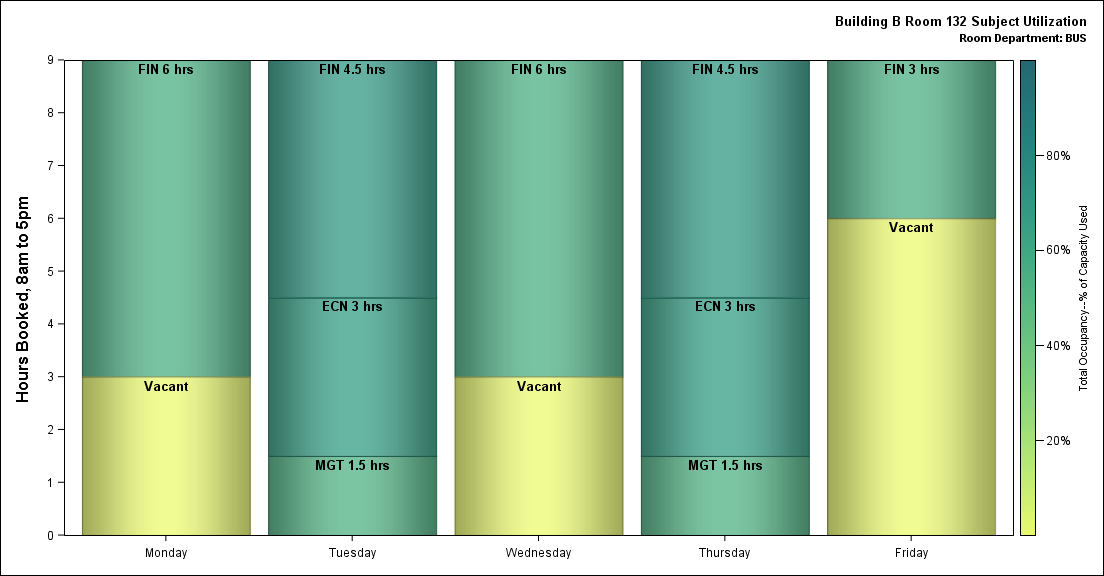 Building B Room 132 Subject Utilization
Room Department: BUS
Hours Booked, 8am to 5pm
9
8
7
6
5
4
3
2
1
0
FIN 6 hrs
Vacant
FIN 4.5 hrs
ECN 3 hrs
MGT 1.5 hrs
FIN 6 hrs
Vacant
FIN 4.5 hrs
ECN 3 hrs
MGT 1.5 hrs
FIN 3 hrs
Vacant
Monday
Tuesday
Wednesday
Thursday
Friday
80%
60%
40%
20%
Total Occupancy--% of Capacity Used